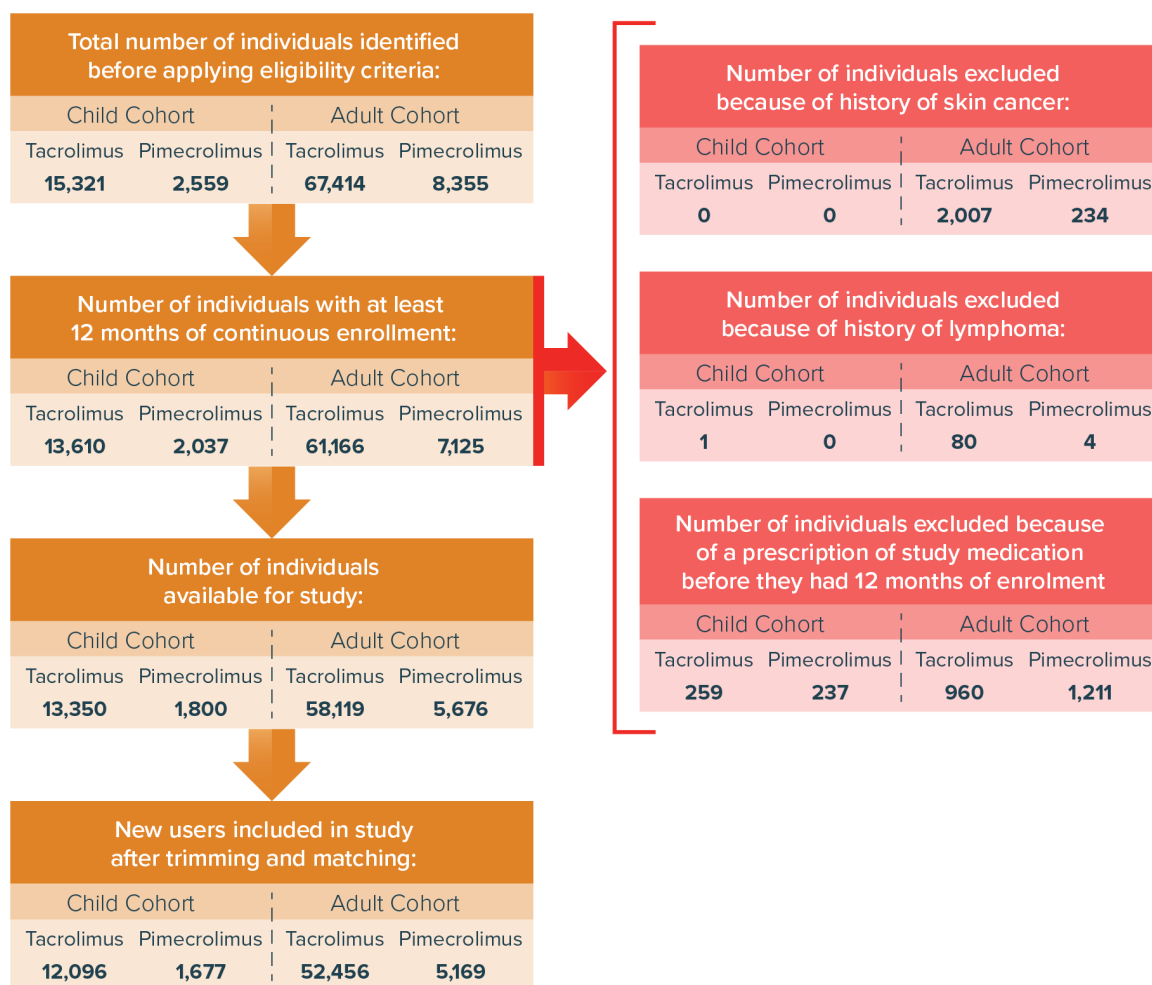 Total number of individuals identified
before applying eligibility criteria:
Child Cohort Adult Cohort
Tacrolimus Pimecrolimus Tacrolimus Pimecrolimus
15,321 2,559 67,414 8,355
Number of individuals with at least
12 months of continuous enrollment:
Child Cohort Adult Cohort
Tacrolimus Pimecrolimus Tacrolimus Pimecrolimus
13,610 2,037 61,166 7,125
Number of individuals
available for study:
Child Cohort Adult Cohort
Tacrolimus Pimecrolimus Tacrolimus Pimecrolimus
13,350 1,800 58,119 5,676
New users included in study
after trimming and matching:
Child Cohort Adult Cohort
Tacrolimus Pimecrolimus Tacrolimus Pimecrolimus
12,096 1,677 52,456 5,169
Number of individuals excluded
because of history of skin cancer:
Child Cohort Adult Cohort
Tacrolimus Pimecrolimus Tacrolimus Pimecrolimus
0 0 2,007 234
Number of individuals excluded
because of history of lymphoma:
Child Cohort Adult Cohort
Tacrolimus Pimecrolimus Tacrolimus Pimecrolimus
1 0 80 4
Number of individuals excluded because
of a prescription of study medication
before they had 12 months of enrolment
Child Cohort Adult Cohort
Tacrolimus Pimecrolimus Tacrolimus Pimecrolimus
259 237 960 1,211